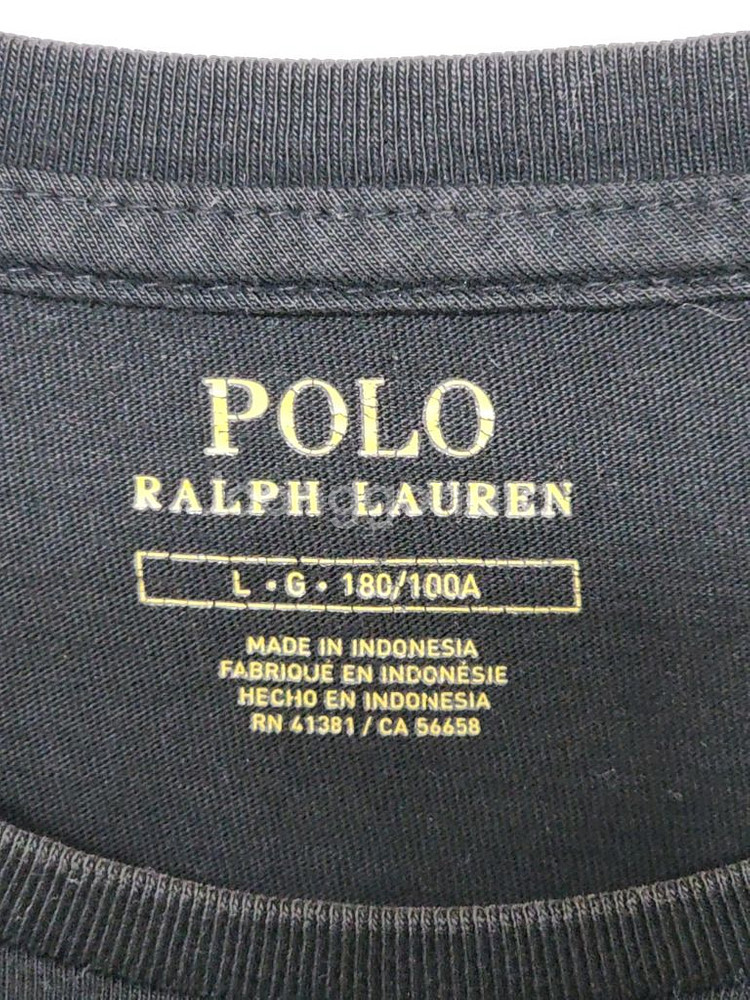 POLO
RALPH LAUREN
L • G • 180/100A
MADE IN INDONESIA
FABRIQUÉ EN INDONÉSIE
HECHO EN INDONESIA
RN 41381 / CA 56658